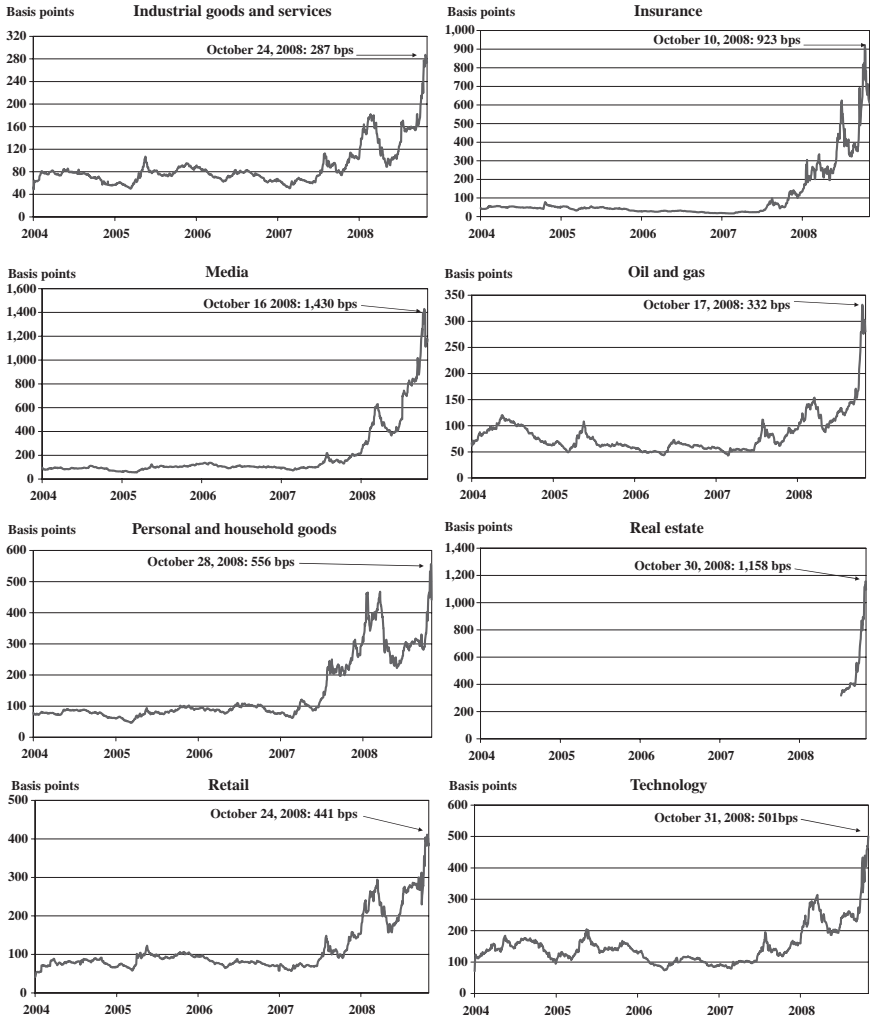 Industrial goods and services
Basis points
320
280
240
200
160
120
80
40
0
2004 2005 2006 2007 2008
October 24, 2008: 287 bps
Insurance
Basis points
1,000
900
800
700
600
500
400
300
200
100
0
2004 2005 2006 2007 2008
October 10, 2008: 923 bps
Media
Basis points
1,600
1,400
1,200
1,000
800
600
400
200
0
2004 2005 2006 2007 2008
October 16 2008: 1,430 bps
Oil and gas
Basis points
350
300
250
200
150
100
50
0
2004 2005 2006 2007 2008
October 17, 2008: 332 bps
Personal and household goods
Basis points
600
500
400
300
200
100
0
2004 2005 2006 2007 2008
October 28, 2008: 556 bps
Real estate
Basis points
1,400
1,200
1,000
800
600
400
200
0
2004 2005 2006 2007 2008
October 30, 2008: 1,158 bps
Retail
Basis points
500
400
300
200
100
0
2004 2005 2006 2007 2008
October 24, 2008: 441 bps
Technology
Basis points
600
500
400
300
200
100
0
2004 2005 2006 2007 2008
October 31, 2008: 501bps